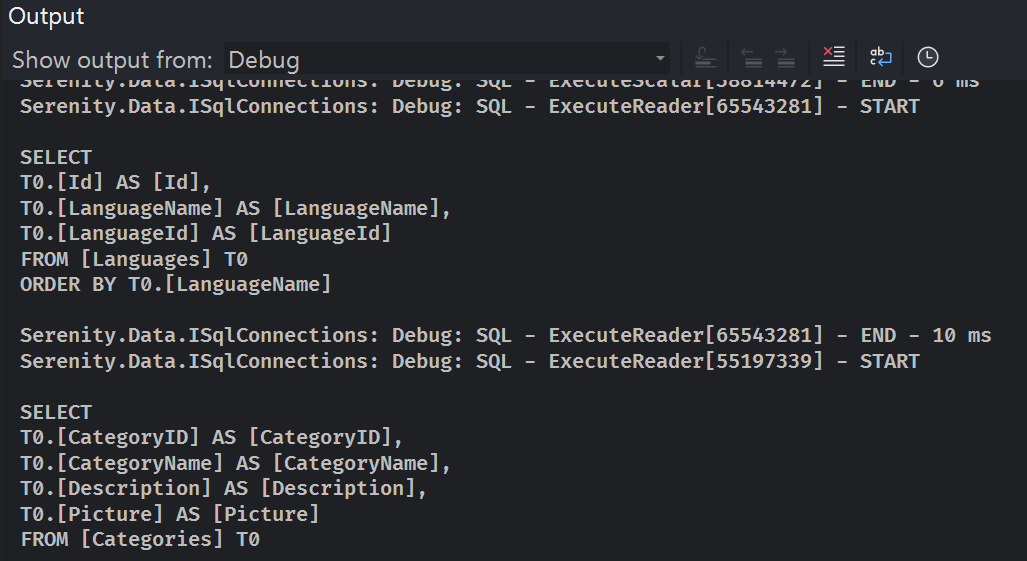 Output
Show output from: Debug
Serenity.Data.ISqlConnections: Debug: SQL - ExecuteScalar[58814472] - END - 6 ms
Serenity.Data.ISqlConnections: Debug: SQL - ExecuteReader[65543281] - START
SELECT
T0.[Id] AS [Id],
T0.[LanguageName] AS [LanguageName],
T0.[LanguageId] AS [LanguageId]
FROM [Languages] T0
ORDER BY T0.[LanguageName]
Serenity.Data.ISqlConnections: Debug: SQL - ExecuteReader[65543281] - END - 10 ms
Serenity.Data.ISqlConnections: Debug: SQL - ExecuteReader[55197339] - START
SELECT
T0.[CategoryID] AS [CategoryID],
T0.[CategoryName] AS [CategoryName],
T0.[Description] AS [Description],
T0.[Picture] AS [Picture]
FROM [Categories] T0